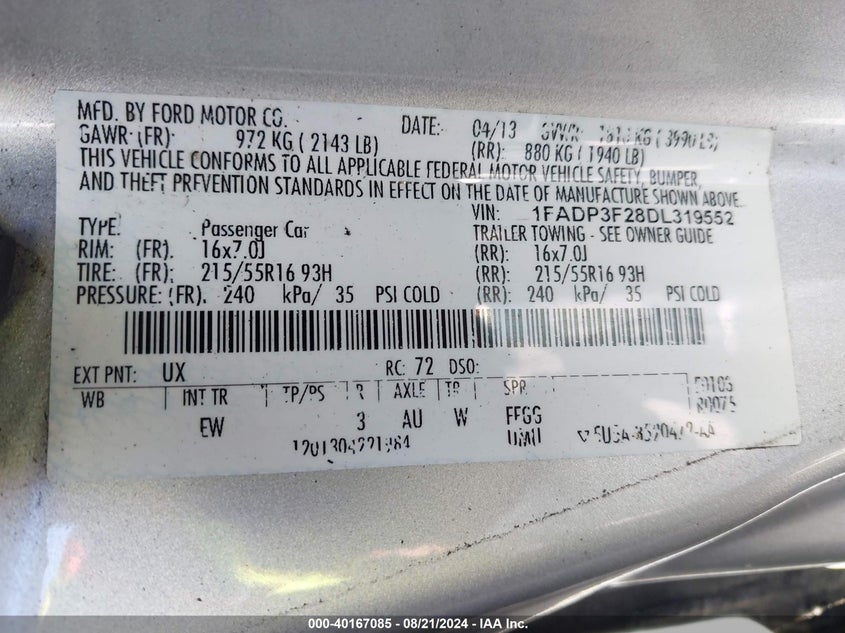 MFD. BY FORD MOTOR CO. DATE: 04/13 GVWR: KG
GAWR: (FR): 972 KG ( 2143 LB) (RR): 880 KG ( 1940 LB)
THIS VEHICLE CONFORMS TO ALL APPLICABLE FEDERAL MOTOR VEHICLE SAFETY, BUMPER,
AND THEFT PREVENTION STANDARDS IN EFFECT ON THE DATE OF MANUFACTURE SHOWN ABOVE
VIN: 1FADP3F28DL319552
TYPE: Passenger Car TRAILER TOWING - SEE OWNER GUIDE
RIM: (FR). 16x7.0J (RR): 16x7.0J
TIRE: (FR): 215/55R16 93H (RR): 215/55R16 93H
PRESSURE: (FR). 240 kPa/ 35 PSI COLD (RR): 240 kPa/ 35 PSI COLD
EXT PNT: UX RC: 72 DSO:
WB INT TR TP/PS R AXLE TR SPR
EW 3 AU W FFGG
000-40167085 - 08/21/2024 - IAA Inc.